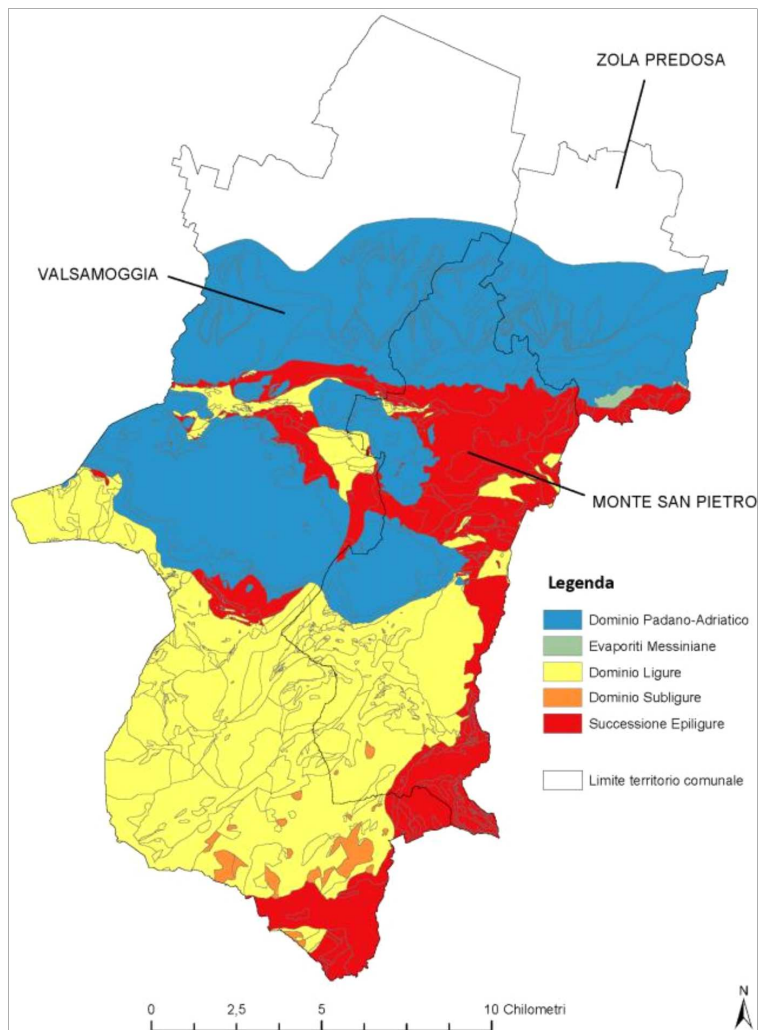 ZOLA PREDOSA
VALSAMOGGIA
MONTE SAN PIETRO
Legenda
Dominio Padano-Adriatico
Evaporiti Messiniane
Dominio Ligure
Dominio Subligure
Successione Epiligure
Limite territorio comunale
N
0 2,5 5 10 Chilometri